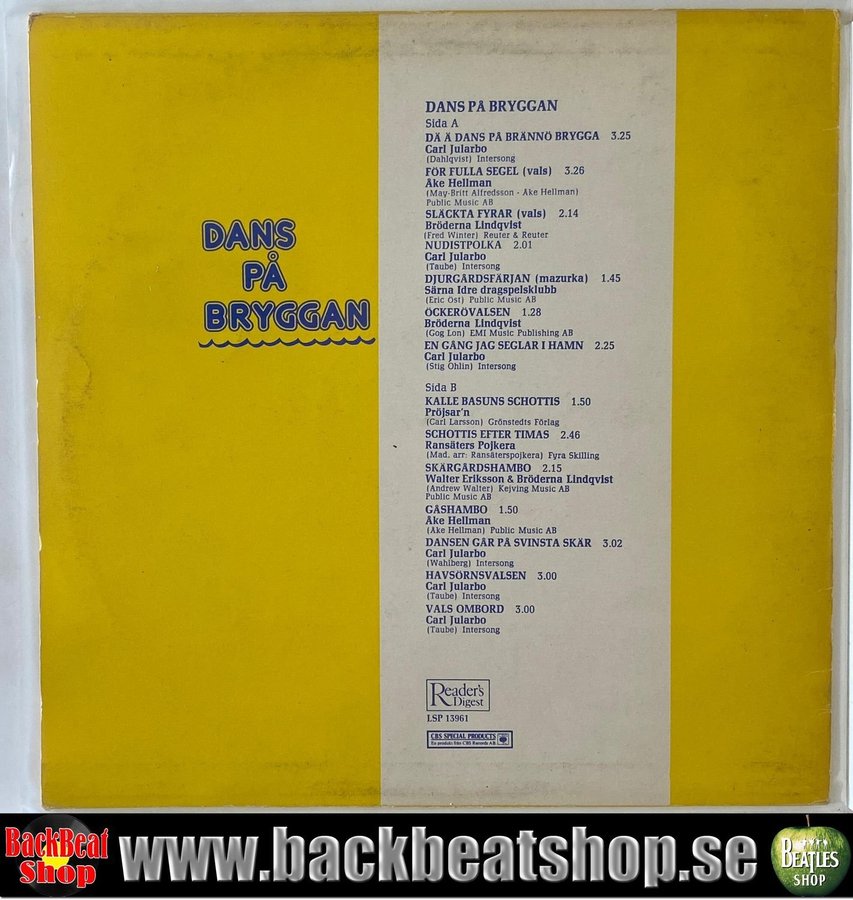 DANS
PÅ
BRYGGAN
DANS PÅ BRYGGAN
Sida A
DÄ Ä DANS PÅ BRÄNNÖ BRYGGA 3.25
Carl Jularbo
(Dahlqvist) Intersong
FÖR FULLA SEGEL (vals) 3.26
Åke Hellman
(May-Britt Alfredsson - Åke Hellman)
Public Music AB
SLÄCKTA FYRAR (vals) 2.14
Bröderna Lindqvist
(Fred Winter) Reuter & Reuter
NUDISTPOLKA 2.01
Carl Jularbo
(Taube) Intersong
DJURGÅRDSFÄRJAN (mazurka) 1.45
Särna Idre dragspelsklubb
(Eric Öst) Public Music AB
ÖCKERÖVALSEN 1.28
Bröderna Lindqvist
(Gog Lon) EMI Music Publishing AB
EN GÅNG JAG SEGLAR I HAMN 2.25
Carl Jularbo
(Stig Ohlin) Intersong
Sida B
KALLE BASUNS SCHOTTIS 1.50
Pröjsar'n
(Carl Larsson) Grönstedts Förlag
SCHOTTIS EFTER TIMAS 2.46
Ransäters Pojkera
(Mad. arr: Ransäterspojkera) Fyra Skilling
SKÄRGÅRDSHAMBO 2.15
Walter Eriksson & Bröderna Lindqvist
(Andrew Walter) Kejving Music AB
Public Music AB
GÅSHAMBO 1.50
Åke Hellman
(Åke Hellman) Public Music AB
DANSEN GÅR PÅ SVINSTA SKÄR 3.02
Carl Jularbo
(Wahlberg) Intersong
HAVSÖRNSVALSEN 3.00
Carl Jularbo
(Taube) Intersong
VALS OMBORD 3.00
Carl Jularbo
(Taube) Intersong
Reader's
Digest
LSP 13961
CBS SPECIAL PRODUCTS
En produkt från CBS Records AB
BackBeat
Shop
www.backbeatshop.se
BEATLES
SHOP